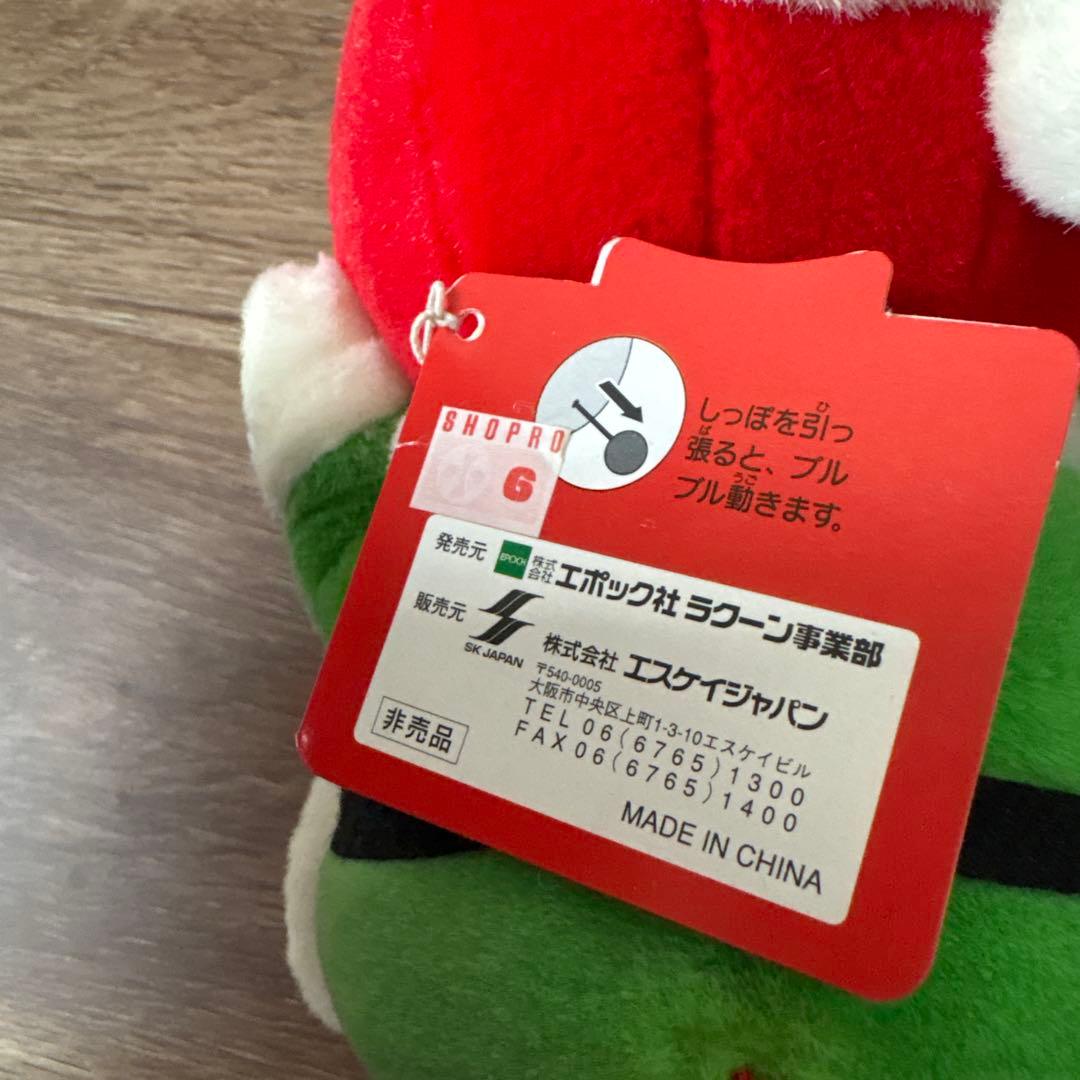 しっぽを引っ
張ると、プル
プル動きます。
SHOPRO
6
発売元 EPOCH 株式会社 エポック社 ラクーン事業部
販売元 SK JAPAN 株式会社 エスケイジャパン
〒540-0005
大阪市中央区上町1-3-10エスケイビル
TEL 06(6765)1300
FAX 06(6765)1400
非売品
MADE IN CHINA